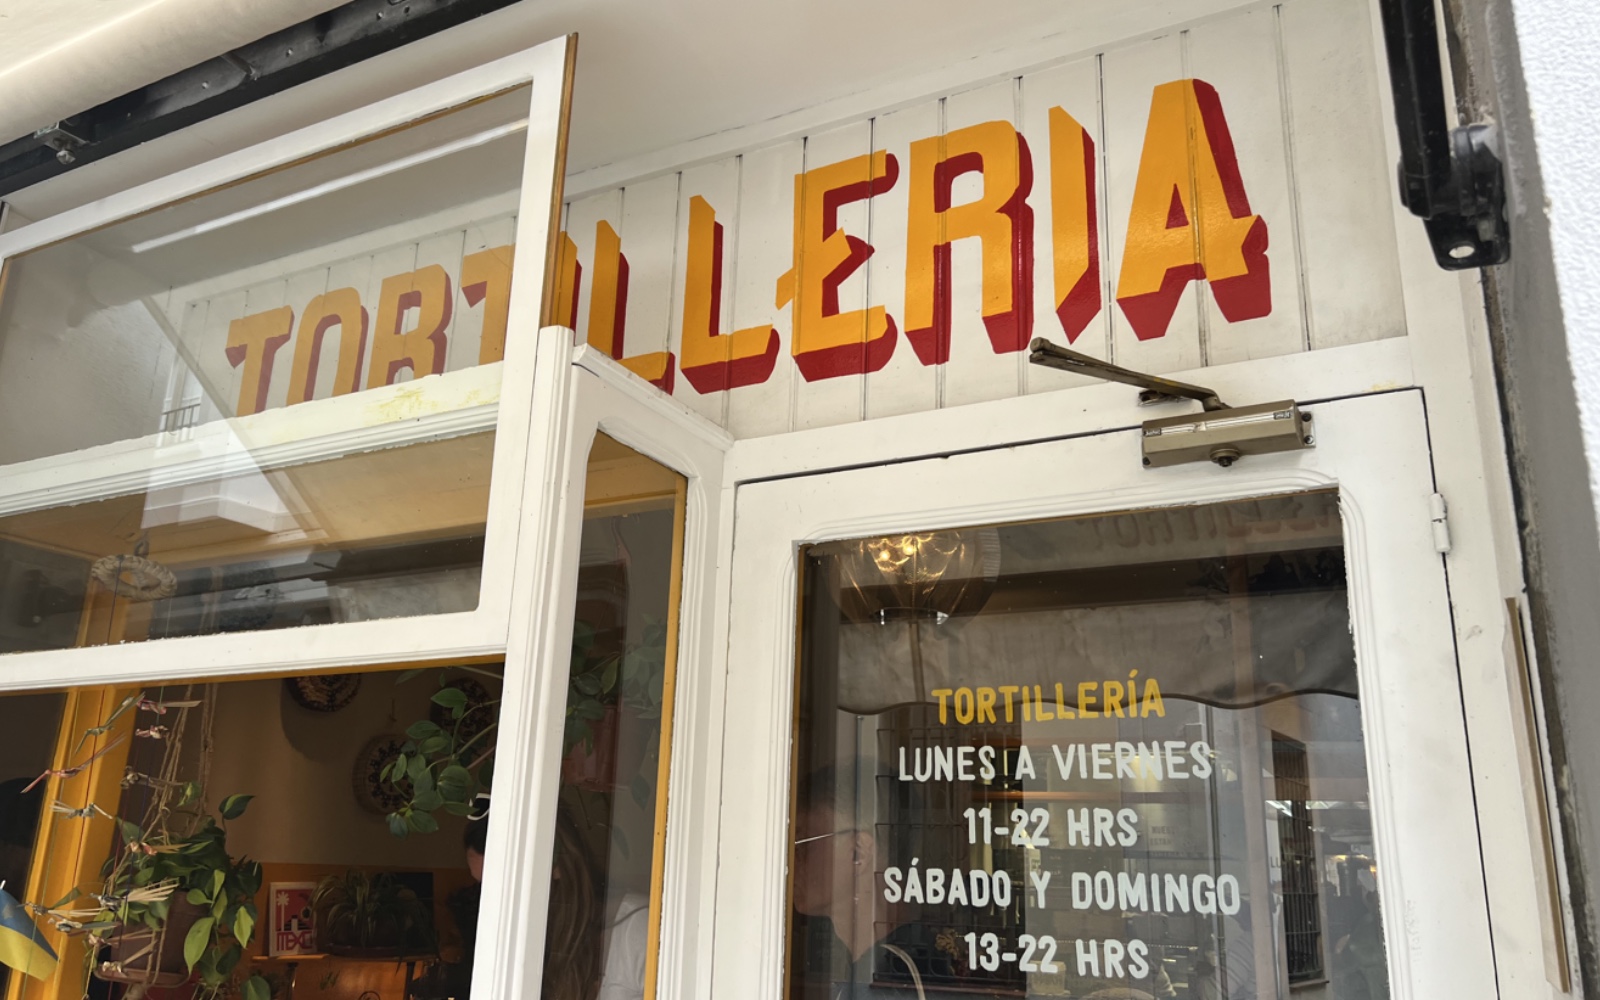 TORTILLERIA
TORTILLERÍA
LUNES A VIERNES
11-22 HRS
SÁBADO Y DOMINGO
13-22 HRS